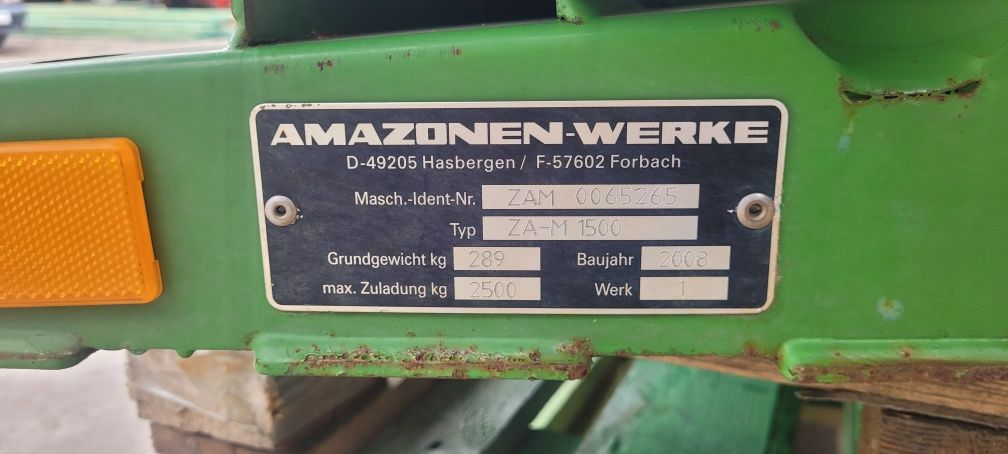 AMAZONEN-WERKE
D-49205 Hasbergen / F-57602 Forbach
Masch.-Ident-Nr. ZAM 0065265
Typ ZA-M 1500
Grundgewicht kg 289 Baujahr 2008
max. Zuladung kg 2500 Werk 1